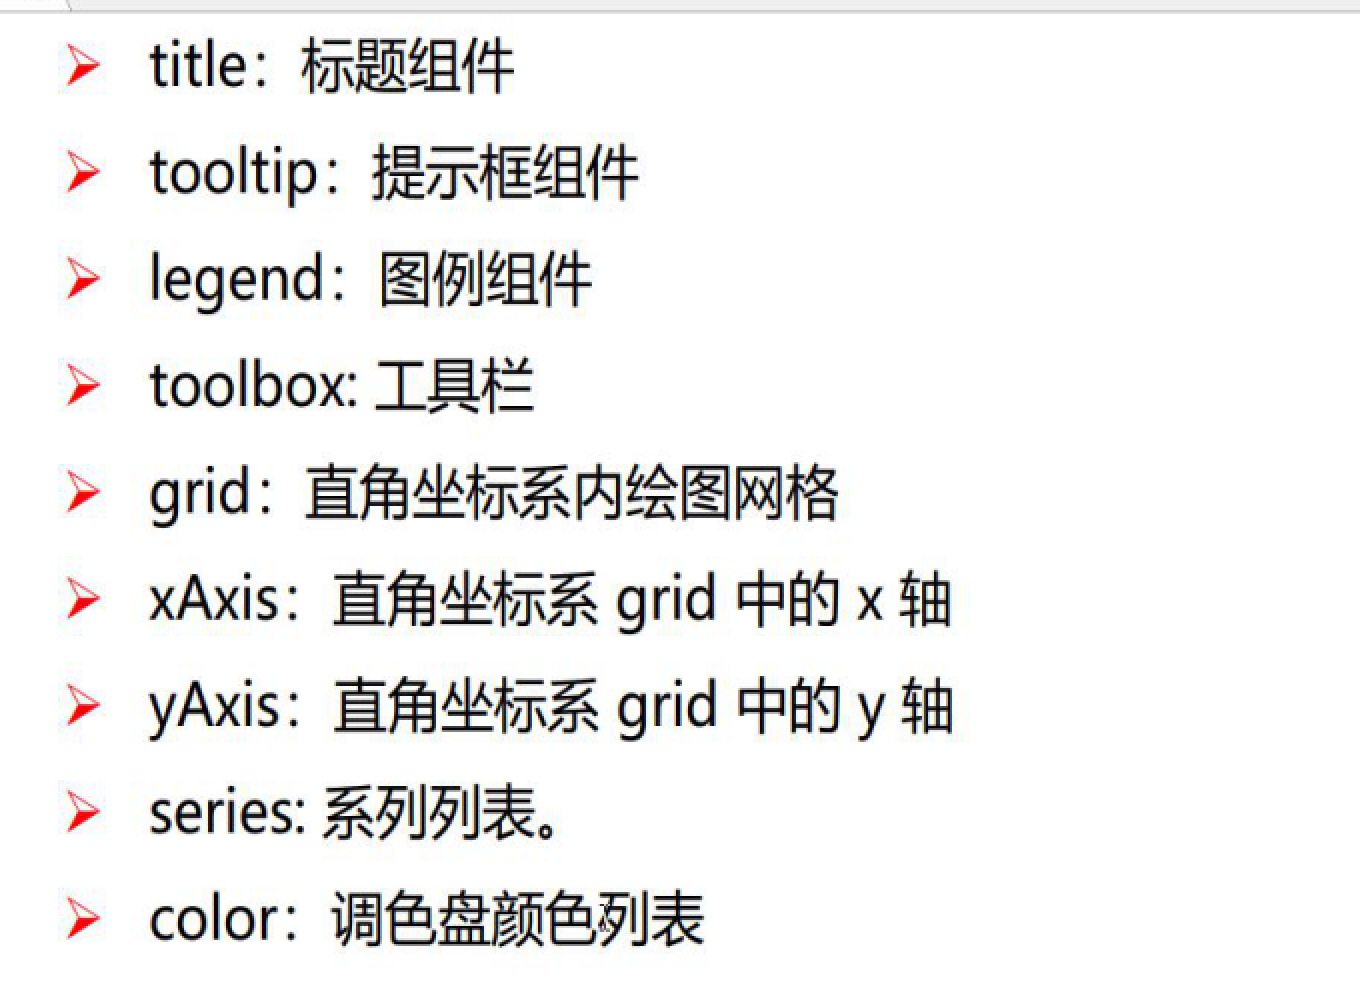 title：标题组件
tooltip：提示框组件
legend：图例组件
toolbox: 工具栏
grid：直角坐标系内绘图网格
xAxis：直角坐标系 grid 中的 x 轴
yAxis：直角坐标系 grid 中的 y 轴
series: 系列列表。
color：调色盘颜色列表